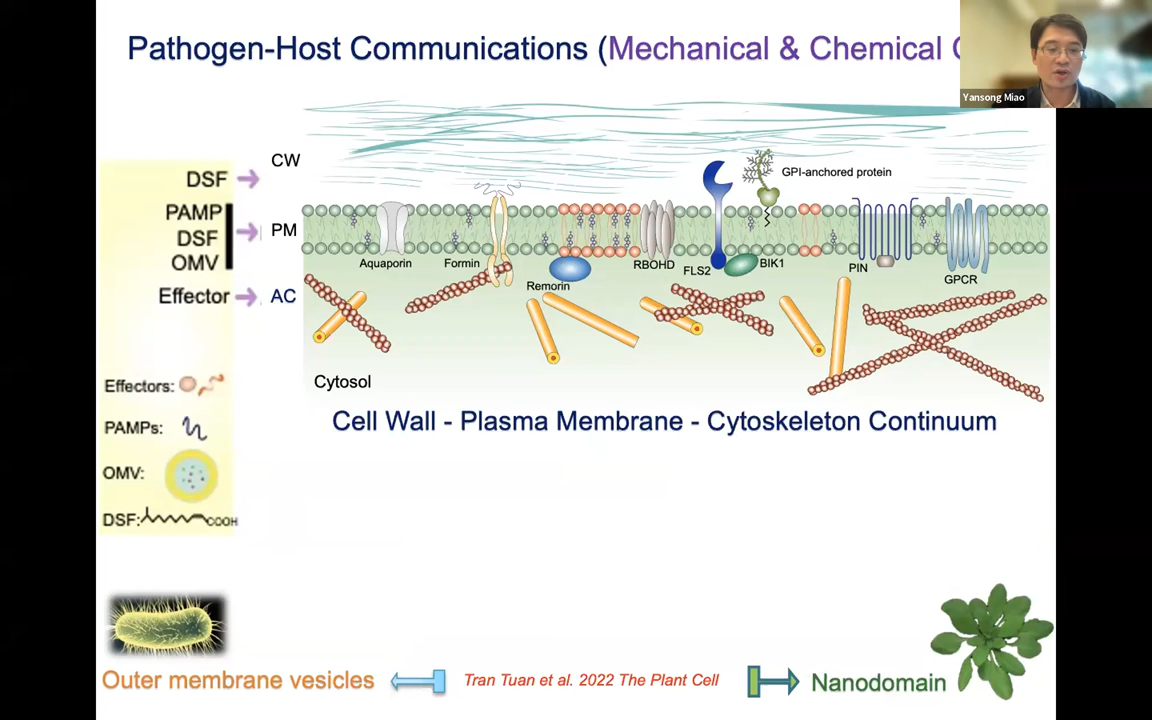 Pathogen-Host Communications (Mechanical & Chemical
Yansong Miao
CW
DSF
GPI-anchored protein
PAMP
DSF
OMV
PM
Aquaporin
Formin
Remorin
RBOHD
FLS2
BIK1
PIN
GPCR
Effector
AC
Cytosol
Effectors:
Cell Wall - Plasma Membrane - Cytoskeleton Continuum
PAMPs:
OMV:
DSF:
COOH
Outer membrane vesicles
Tran Tuan et al. 2022 The Plant Cell
Nanodomain